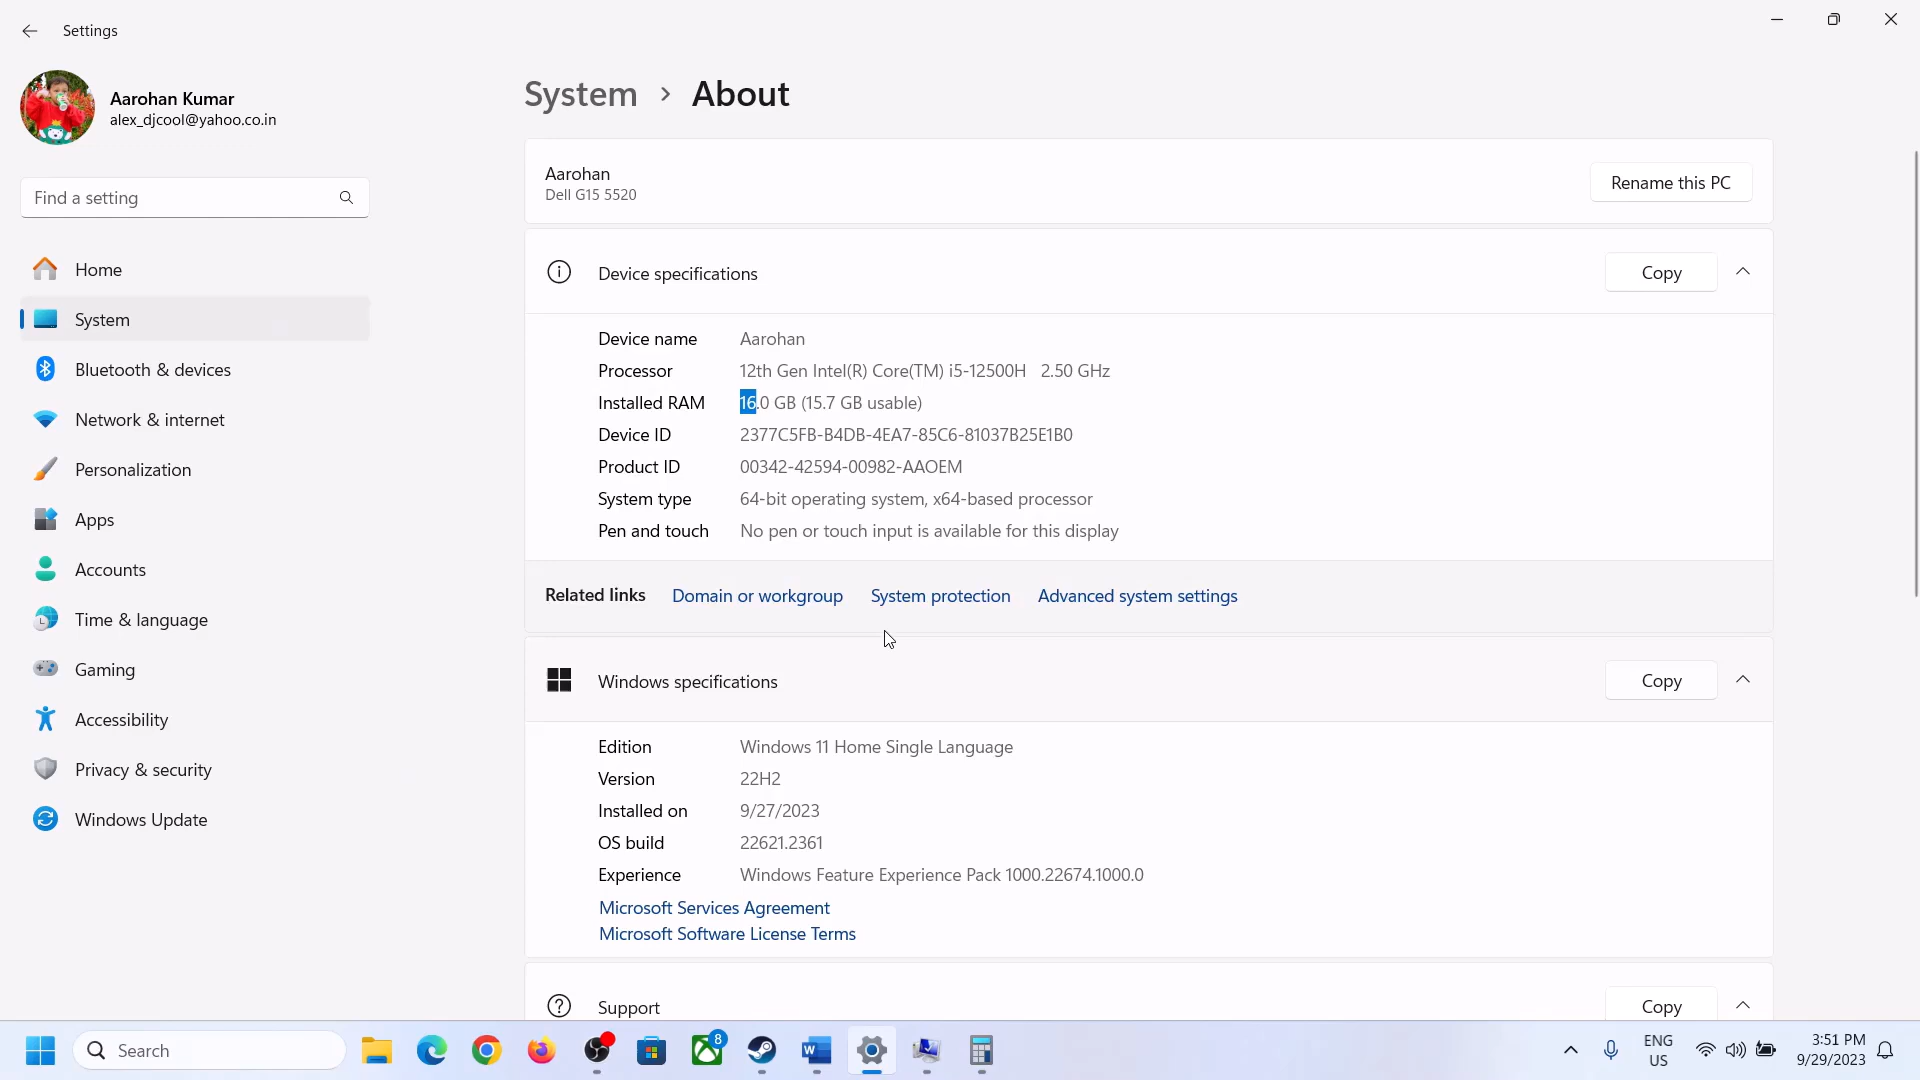 Settings
Aarohan Kumar
alex_djcool@yahoo.co.in
Find a setting
Home
System
Bluetooth & devices
Network & internet
Personalization
Apps
Accounts
Time & language
Gaming
Accessibility
Privacy & security
Windows Update
System > About
Aarohan
Dell G15 5520
Rename this PC
Device specifications
Copy
Device name Aarohan
Processor 12th Gen Intel(R) Core(TM) i5-12500H 2.50 GHz
Installed RAM 16.0 GB (15.7 GB usable)
Device ID 2377C5FB-B4DB-4EA7-85C6-81037B25E1B0
Product ID 00342-42594-00982-AAOEM
System type 64-bit operating system, x64-based processor
Pen and touch No pen or touch input is available for this display
Related links Domain or workgroup System protection Advanced system settings
Windows specifications
Copy
Edition Windows 11 Home Single Language
Version 22H2
Installed on 9/27/2023
OS build 22621.2361
Experience Windows Feature Experience Pack 1000.22674.1000.0
Microsoft Services Agreement
Microsoft Software License Terms
Support
Copy
Search
8
W
ENG
US
3:51 PM
9/29/2023